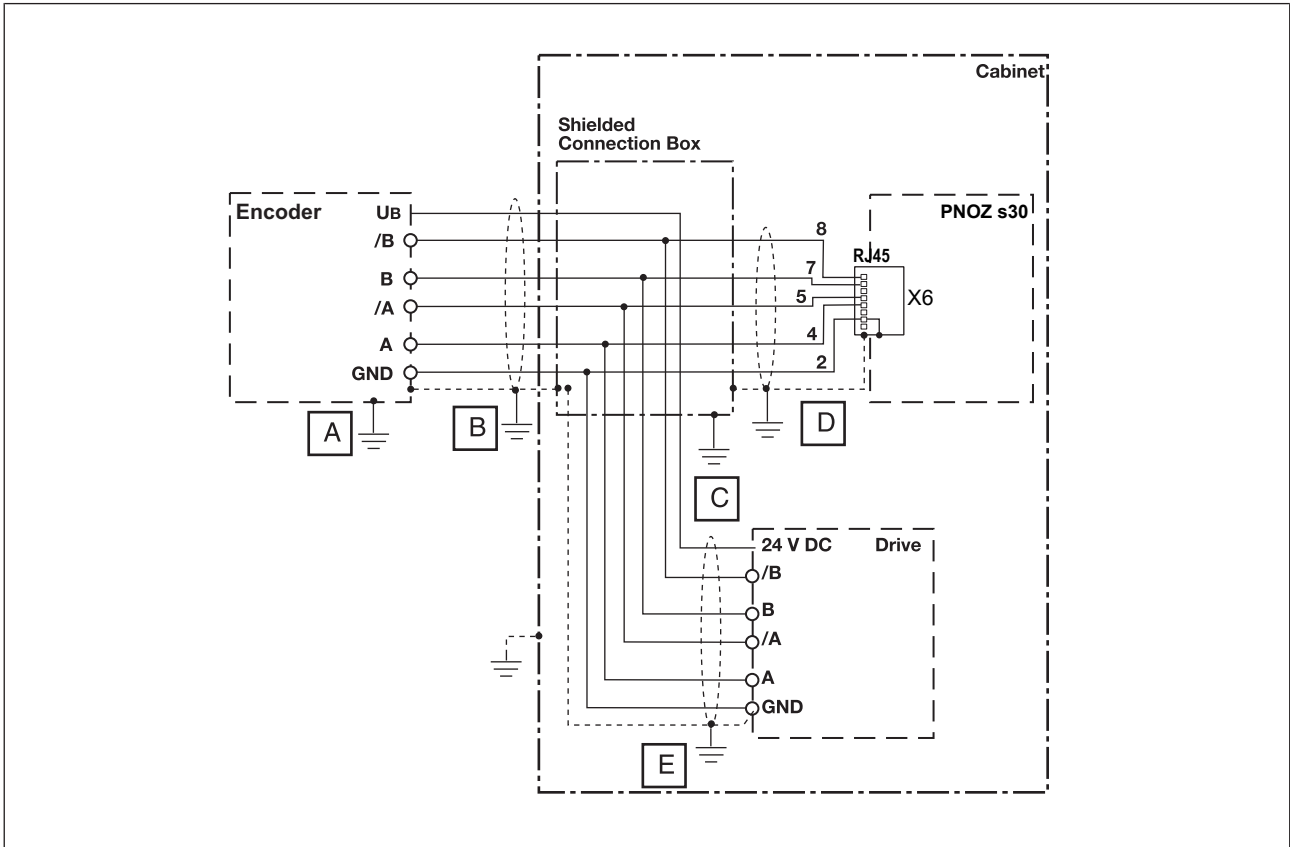 Cabinet
Shielded
Connection Box
Encoder
UB
/B
B
/A
A
GND
PNOZ s30
8
RJ45
7
X6
5
4
2
A
B
D
C
24 V DC
Drive
/B
B
/A
A
GND
E